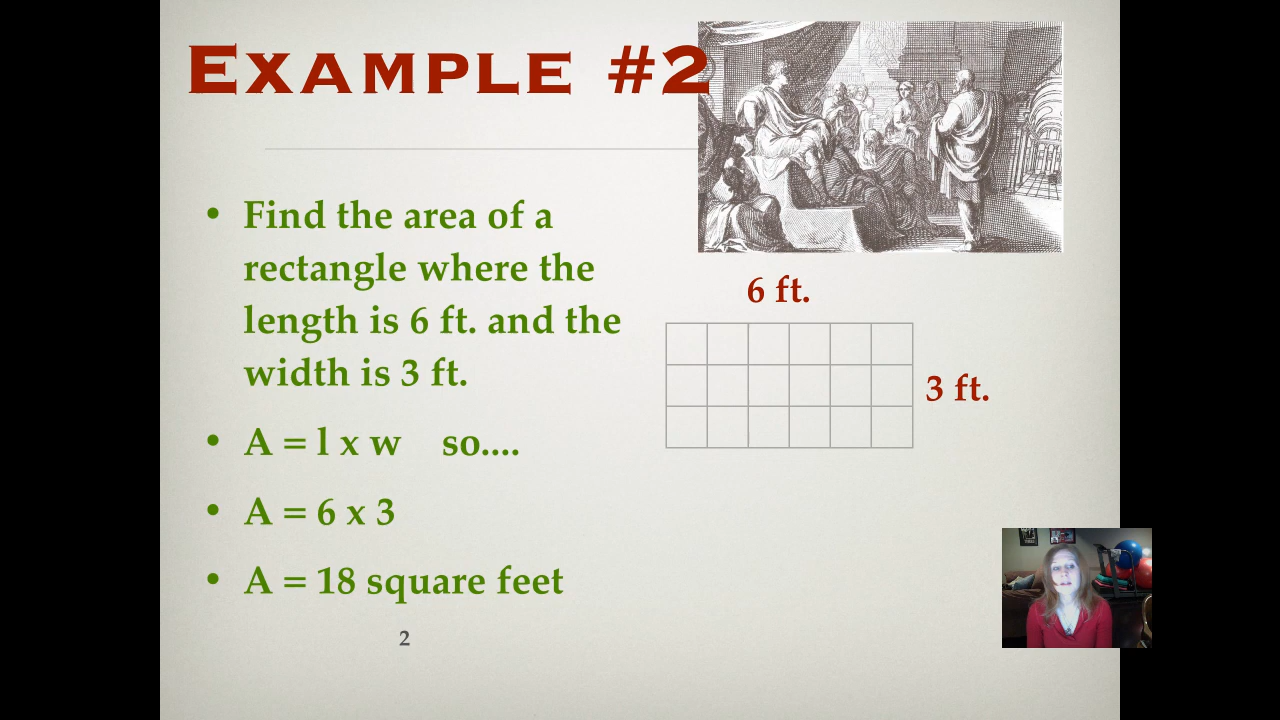 Example #2
• Find the area of a
rectangle where the
length is 6 ft. and the
width is 3 ft.
• A = l x w so....
• A = 6 x 3
• A = 18 square feet
6 ft.
3 ft.
2